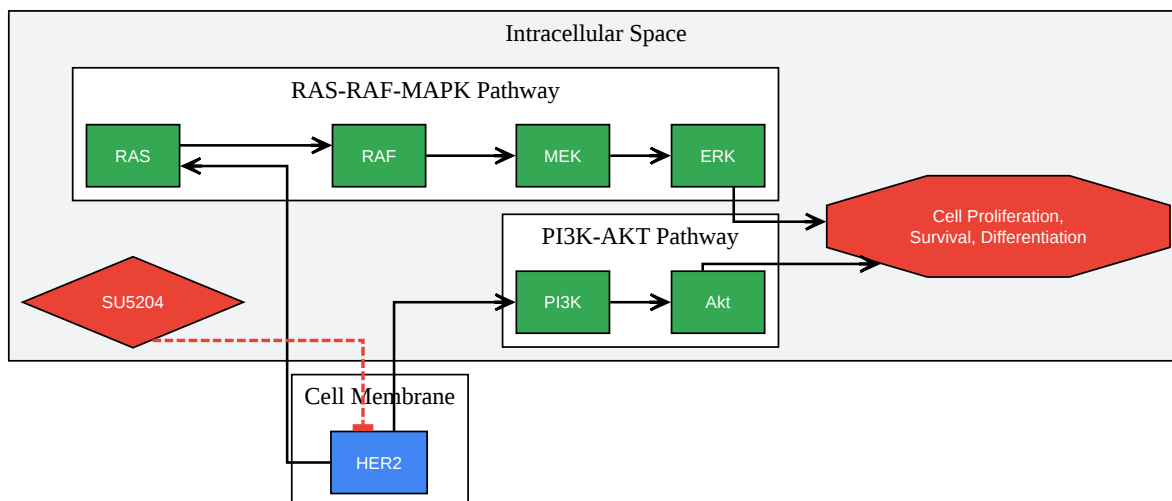 Intracellular Space
RAS-RAF-MAPK Pathway
RAS
RAF
MEK
ERK
Cell Proliferation,
Survival, Differentiation
PI3K-AKT Pathway
SU5204
PI3K
Akt
Cell Membrane
HER2